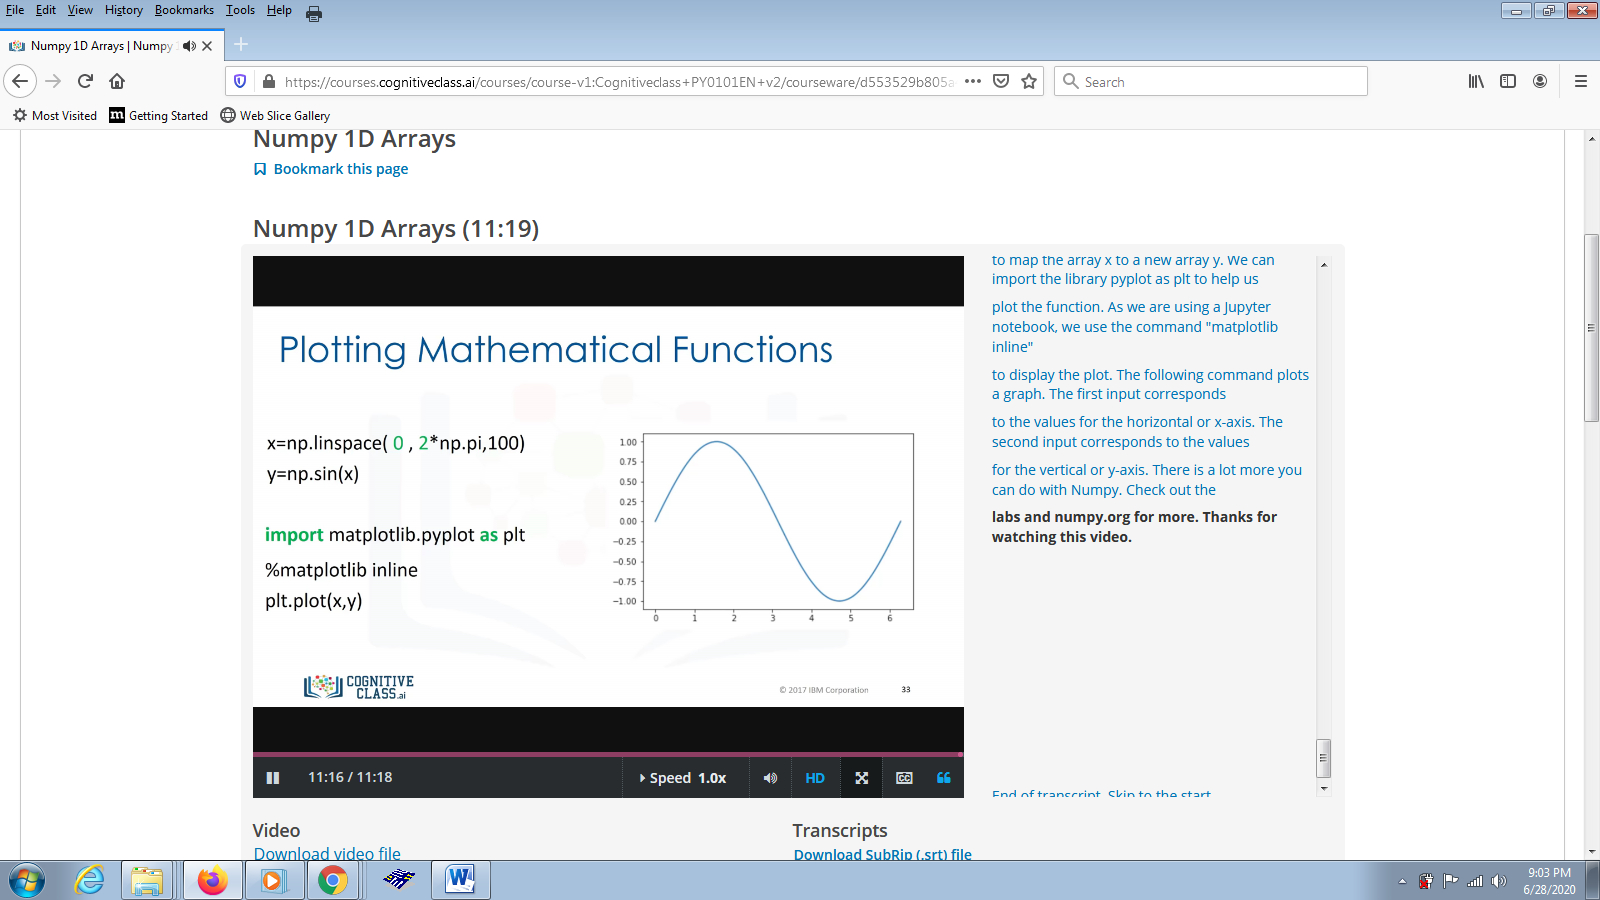 File Edit View History Bookmarks Tools Help
Numpy 1D Arrays | Numpy
https://courses.cognitiveclass.ai/courses/course-v1:Cognitiveclass+PY0101EN+v2/courseware/d553529b805a
Search
Most Visited Getting Started Web Slice Gallery
Numpy 1D Arrays
Bookmark this page
Numpy 1D Arrays (11:19)
Plotting Mathematical Functions
x=np.linspace( 0 , 2*np.pi,100)
y=np.sin(x)
import matplotlib.pyplot as plt
%matplotlib inline
plt.plot(x,y)
1.00
0.75
0.50
0.25
0.00
−0.25
−0.50
−0.75
−1.00
0 1 2 3 4 5 6
COGNITIVE
CLASS.ai
© 2017 IBM Corporation 33
11:16 / 11:18
Speed 1.0x
HD
CC
to map the array x to a new array y. We can
import the library pyplot as plt to help us
plot the function. As we are using a Jupyter
notebook, we use the command "matplotlib
inline"
to display the plot. The following command plots
a graph. The first input corresponds
to the values for the horizontal or x-axis. The
second input corresponds to the values
for the vertical or y-axis. There is a lot more you
can do with Numpy. Check out the
labs and numpy.org for more. Thanks for
watching this video.
End of transcript. Skip to the start.
Video
Download video file
Transcripts
Download SubRip (.srt) file
9:03 PM
6/28/2020